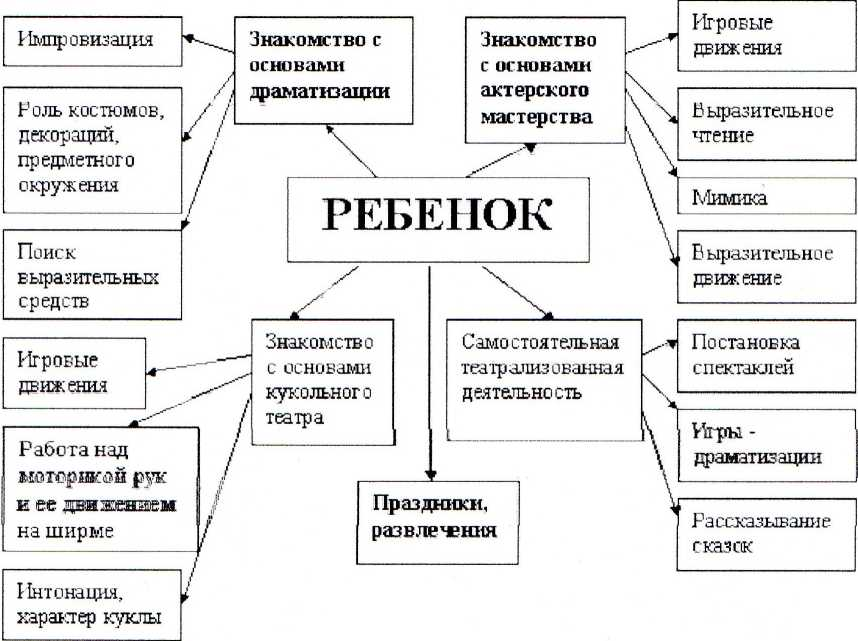 Импровизация
Роль костюмов,
декораций,
предметного
окружения
Поиск
выразительных
средств
Знакомство с
основами
драматизации
Знакомство
с основами
актерского
мастерства
Игровые
движения
Выразительное
чтение
Мимика
Выразительное
движение
РЕБЕНОК
Игровые
движения
Работа над
моторикой рук
и ее движением
на ширме
Интонация,
характер куклы
Знакомство
с основами
кукольного
театра
Праздники,
развлечения
Самостоятельная
театрализованная
деятельность
Постановка
спектаклей
Игры -
драматизации
Рассказывание
сказок